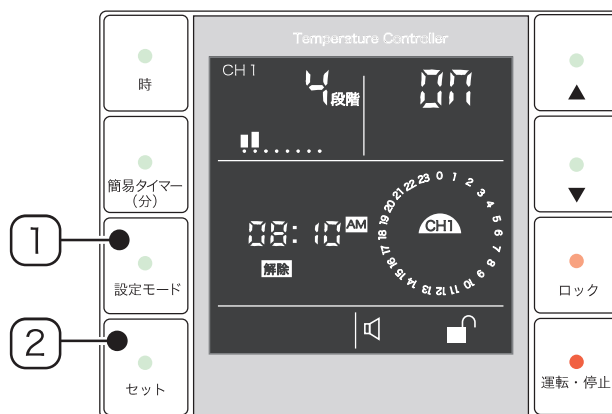 Temperature Controller
時
簡易タイマー
(分)
設定モード
セット
1
2
CH 1
4段階
ON
08:10 AM
解除
CH1
0 1 2 3 4 5 6 7 8 9 10 11 12 13 14 15 16 17 18 19 20 21 22 23
▲
▼
ロック
運転・停止